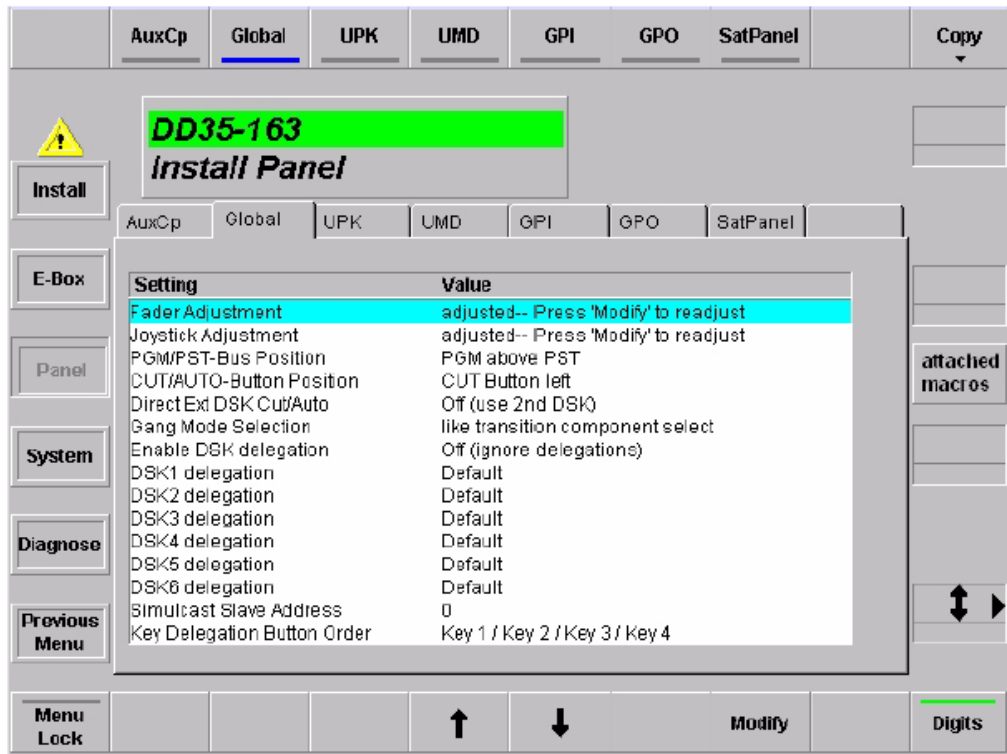 AuxCp Global UPK UMD GPI GPO SatPanel Copy
DD35-163
Install Panel
Install
AuxCp Global UPK UMD GPI GPO SatPanel
E-Box
Setting Value
Fader Adjustment adjusted-- Press 'Modify' to readjust
Joystick Adjustment adjusted-- Press 'Modify' to readjust
PGM/PST-Bus Position PGM above PST
Panel
attached
macros
CUT/AUTO-Button Position CUT Button left
Direct Ext DSK Cut/Auto Off (use 2nd DSK)
Gang Mode Selection like transition component select
System
Enable DSK delegation Off (ignore delegations)
DSK1 delegation Default
DSK2 delegation Default
DSK3 delegation Default
Diagnose
DSK4 delegation Default
DSK5 delegation Default
DSK6 delegation Default
Previous
Menu
Simulcast Slave Address 0
Key Delegation Button Order Key 1 / Key 2 / Key 3 / Key 4
Menu
Lock
Modify Digits